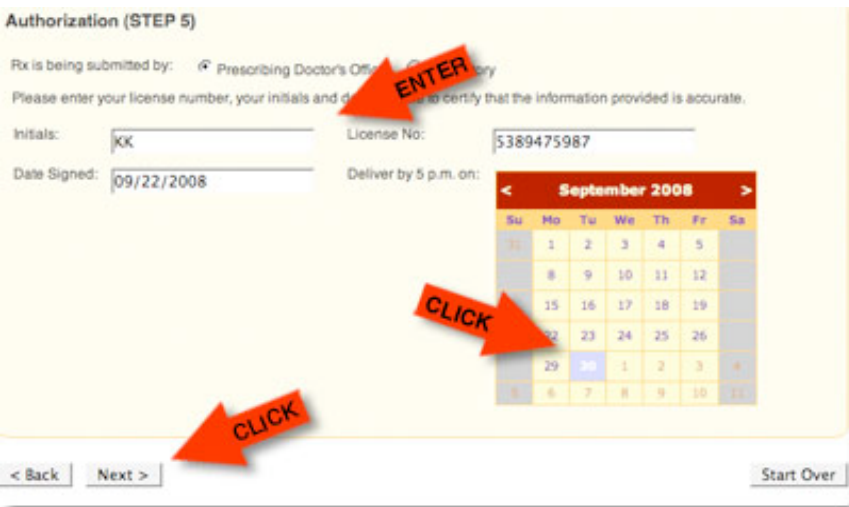 Authorization (STEP 5)
Rx is being submitted by: Prescribing Doctor's Offi ory
ENTER
Please enter your license number, your initials and d to certify that the information provided is accurate.
Initials: KK License No: 5389475987
Date Signed: 09/22/2008 Deliver by 5 p.m. on:
< September 2008 >
Su Mo Tu We Th Fr Sa
31 1 2 3 4 5
8 9 10 11 12
15 16 17 18 19
CLICK
22 23 24 25 26
29 30 1 2 3 4
5 6 7 8 9 10 11
CLICK
< Back Next > Start Over